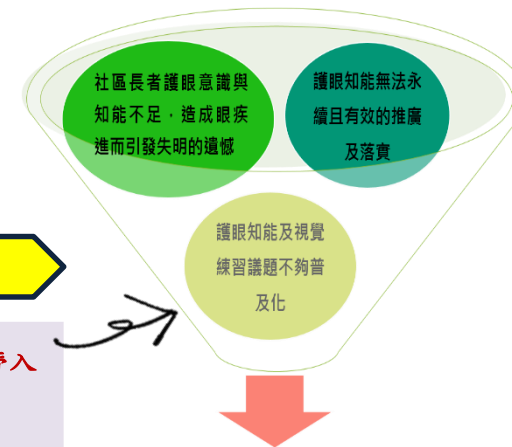 社區長者護眼意識與
知能不足，造成眼疾
進而引發失明的遺憾
護眼知能無法永
續且有效的推廣
及落實
護眼知能及視覺
練習議題不夠普
及化
入